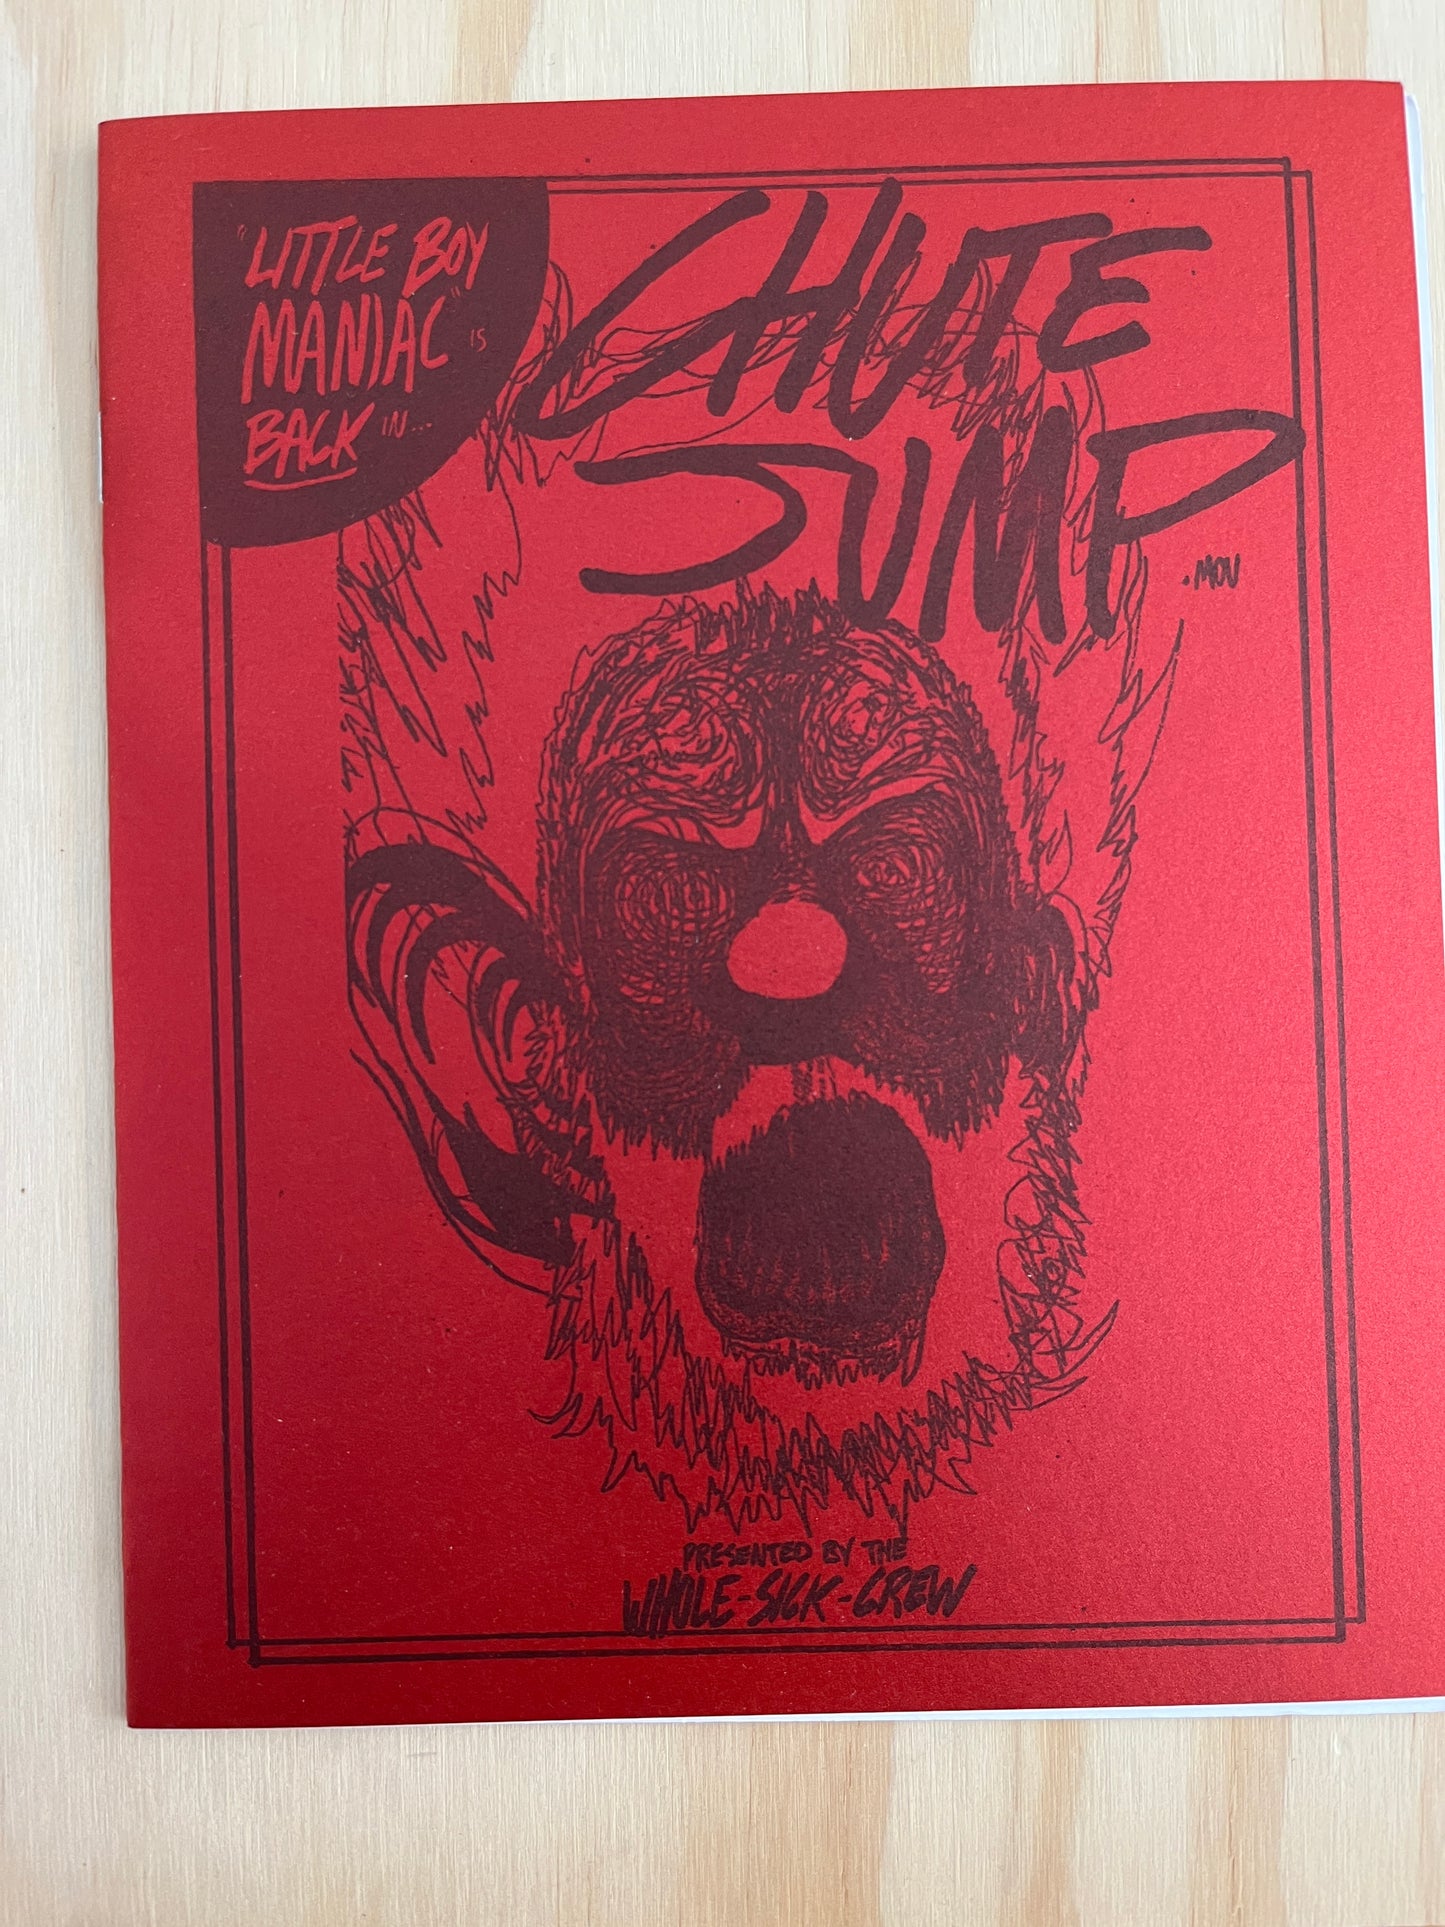 "LITTLE BOY
MANIAC" IS
BACK IN...
CHUTE
JUMP
.MOV
PRESENTED BY THE
WHOLE-SICK-CREW